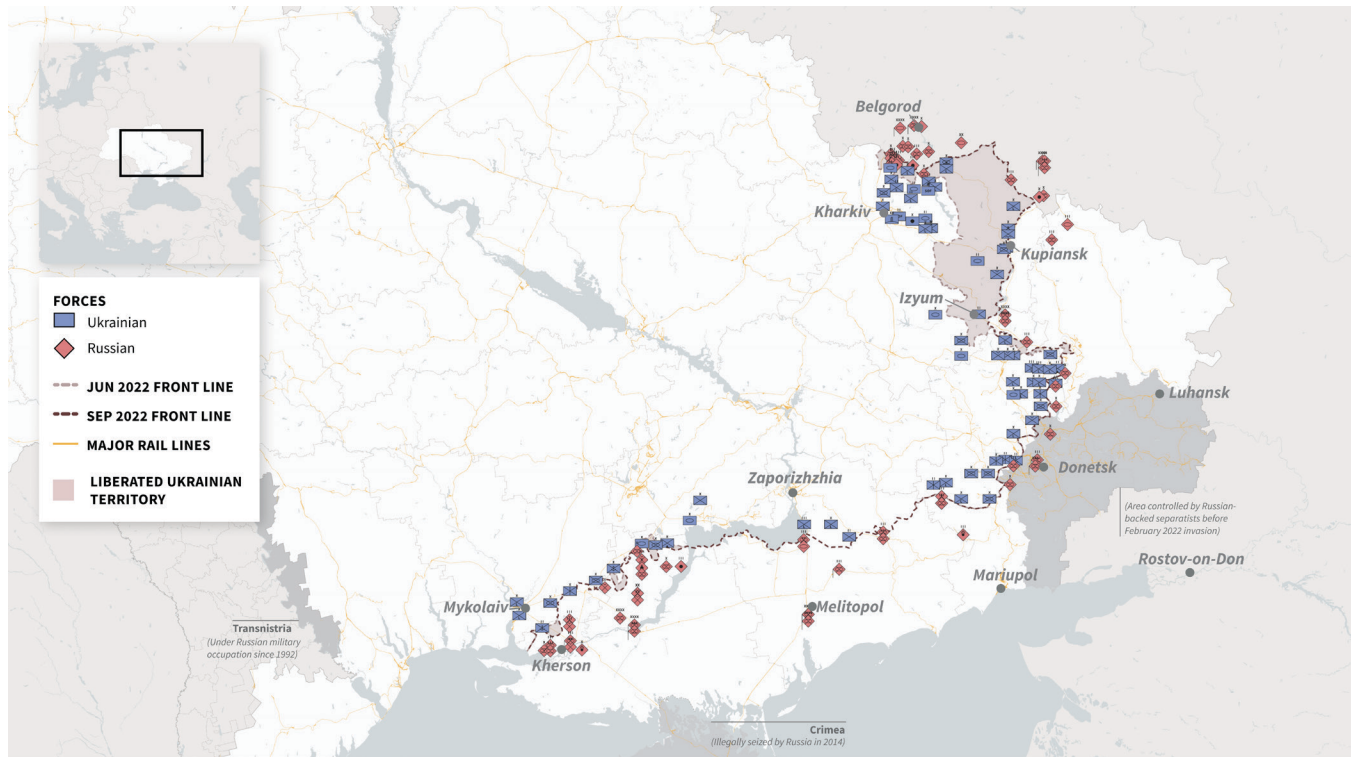 FORCES
Ukrainian
Russian
JUN 2022 FRONT LINE
SEP 2022 FRONT LINE
MAJOR RAIL LINES
LIBERATED UKRAINIAN
TERRITORY
Belgorod
Kharkiv
Kupiansk
Izyum
Luhansk
Donetsk
Zaporizhzhia
(Area controlled by Russian-
backed separatists before
February 2022 invasion)
Rostov-on-Don
Mariupol
Melitopol
Mykolaiv
Kherson
Transnistria
(Under Russian military
occupation since 1992)
Crimea
(Illegally seized by Russia in 2014)